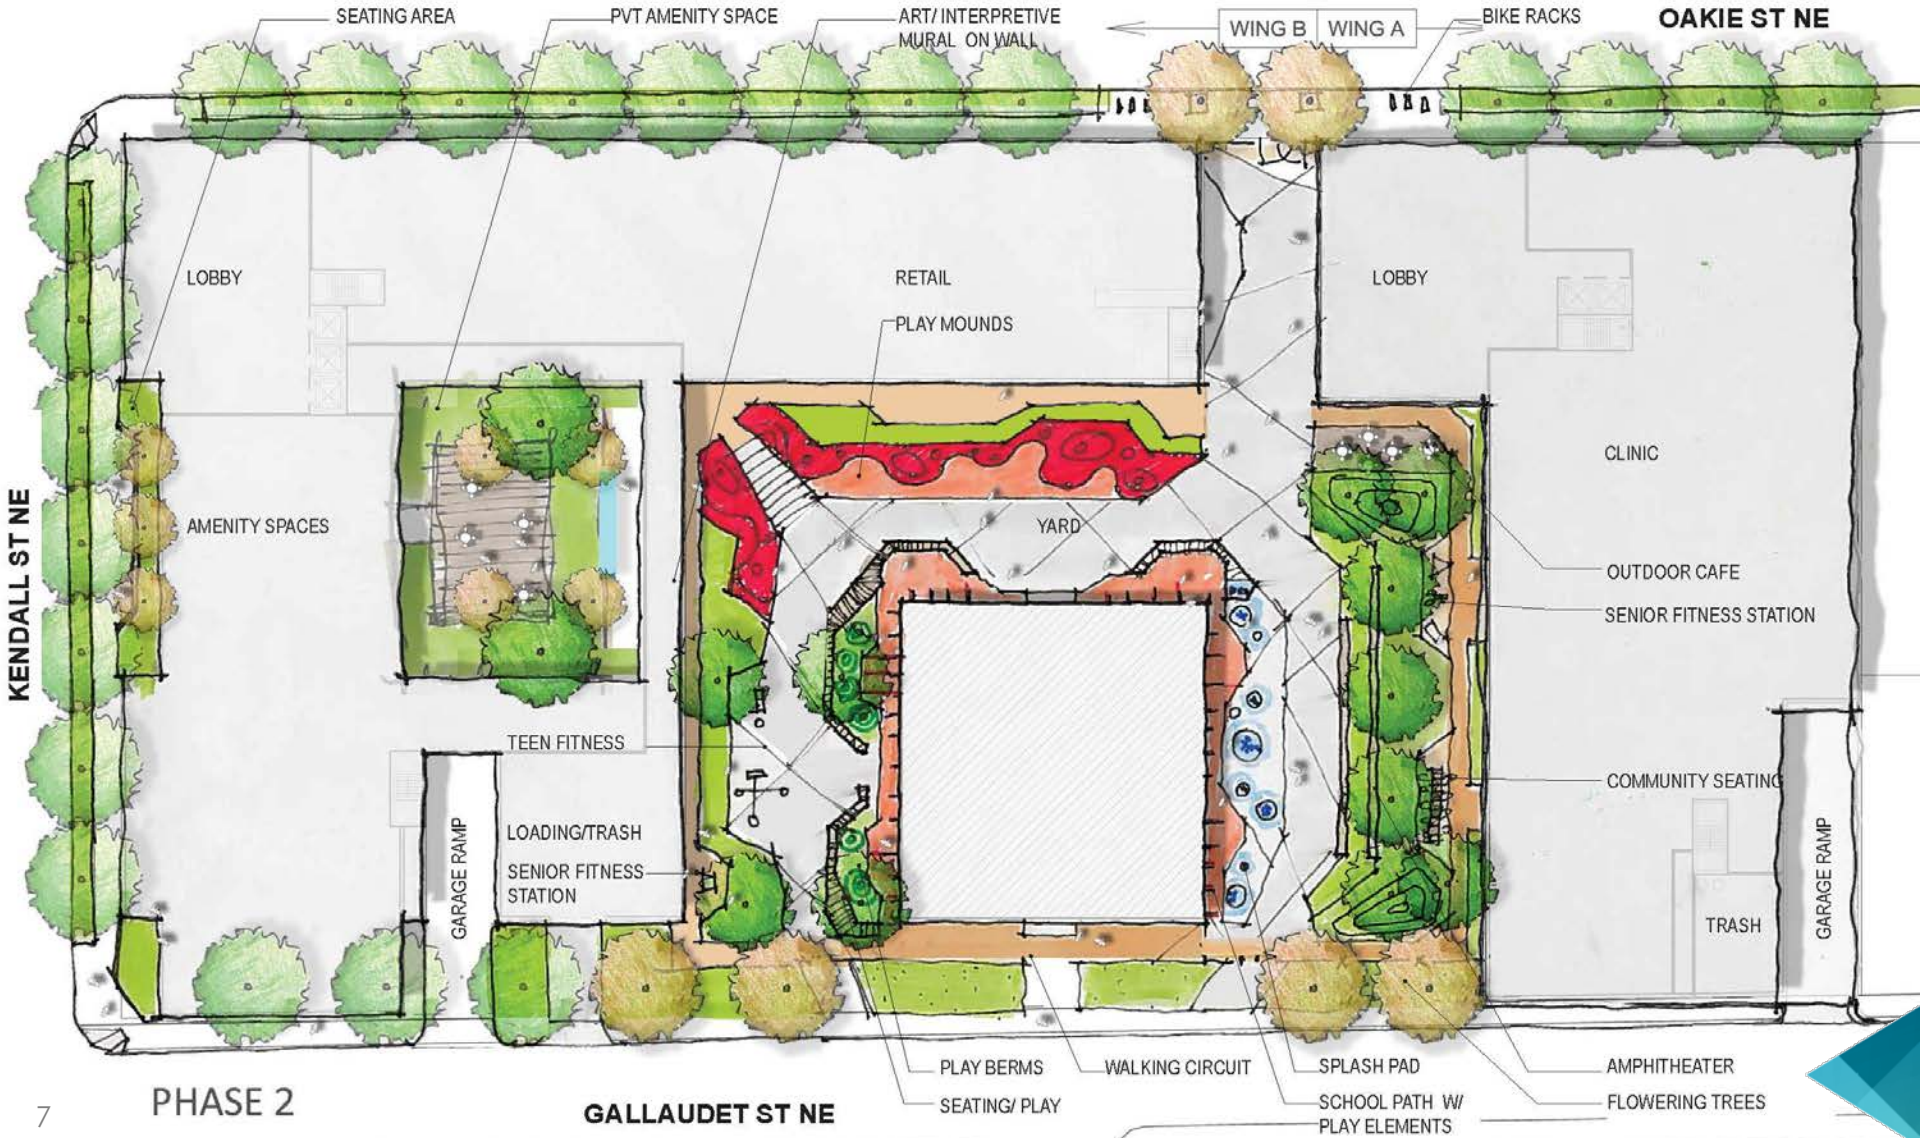 SEATING AREA
PVT AMENITY SPACE
ART/ INTERPRETIVE
MURAL ON WALL
WING B
WING A
BIKE RACKS
OAKIE ST NE
LOBBY
RETAIL
LOBBY
PLAY MOUNDS
CLINIC
KENDALL ST NE
AMENITY SPACES
YARD
OUTDOOR CAFE
SENIOR FITNESS STATION
TEEN FITNESS
COMMUNITY SEATING
LOADING/TRASH
GARAGE RAMP
SENIOR FITNESS
STATION
TRASH
GARAGE RAMP
PLAY BERMS
WALKING CIRCUIT
SPLASH PAD
AMPHITHEATER
SEATING/ PLAY
SCHOOL PATH W/
PLAY ELEMENTS
FLOWERING TREES
PHASE 2
GALLAUDET ST NE
7